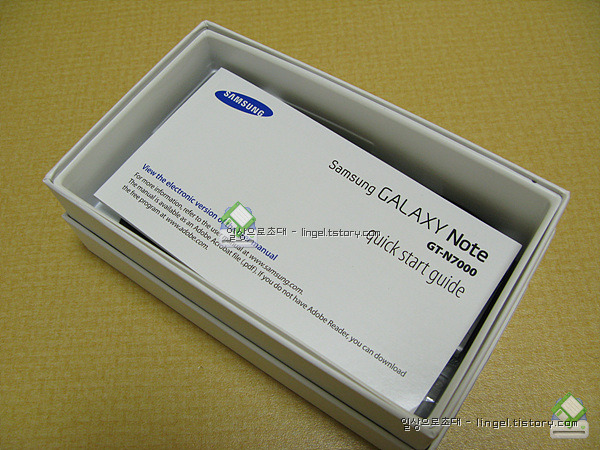 SAMSUNG
Samsung GALAXY Note
GT-N7000
quick start guide
View the electronic version of manual
For more information, refer to the user manual at www.samsung.com.
The manual is available as an Adobe Acrobat file (.pdf). If you do not have Adobe Reader, you can download
the free program at www.adobe.com.
일상으로초대 - lingel.tistory.com
일상으로초대 - lingel.tistory.com